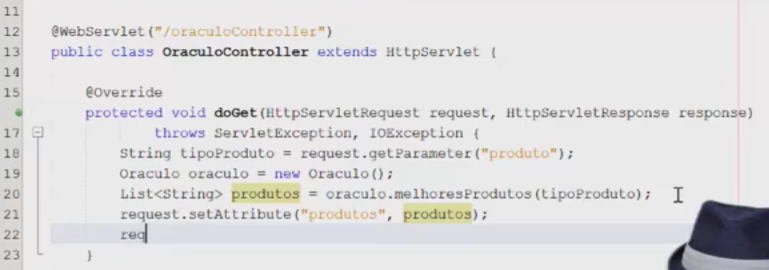 11
12 @WebServlet("/oraculoController")
13 public class OraculoController extends HttpServlet {
14
15 @Override
protected void doGet(HttpServletRequest request, HttpServletResponse response)
17 throws ServletException, IOException {
18 String tipoProduto = request.getParameter("produto");
19 Oraculo oraculo = new Oraculo();
20 List<String> produtos = oraculo.melhoresProdutos(tipoProduto);
21 request.setAttribute("produtos", produtos);
22 req
23 }